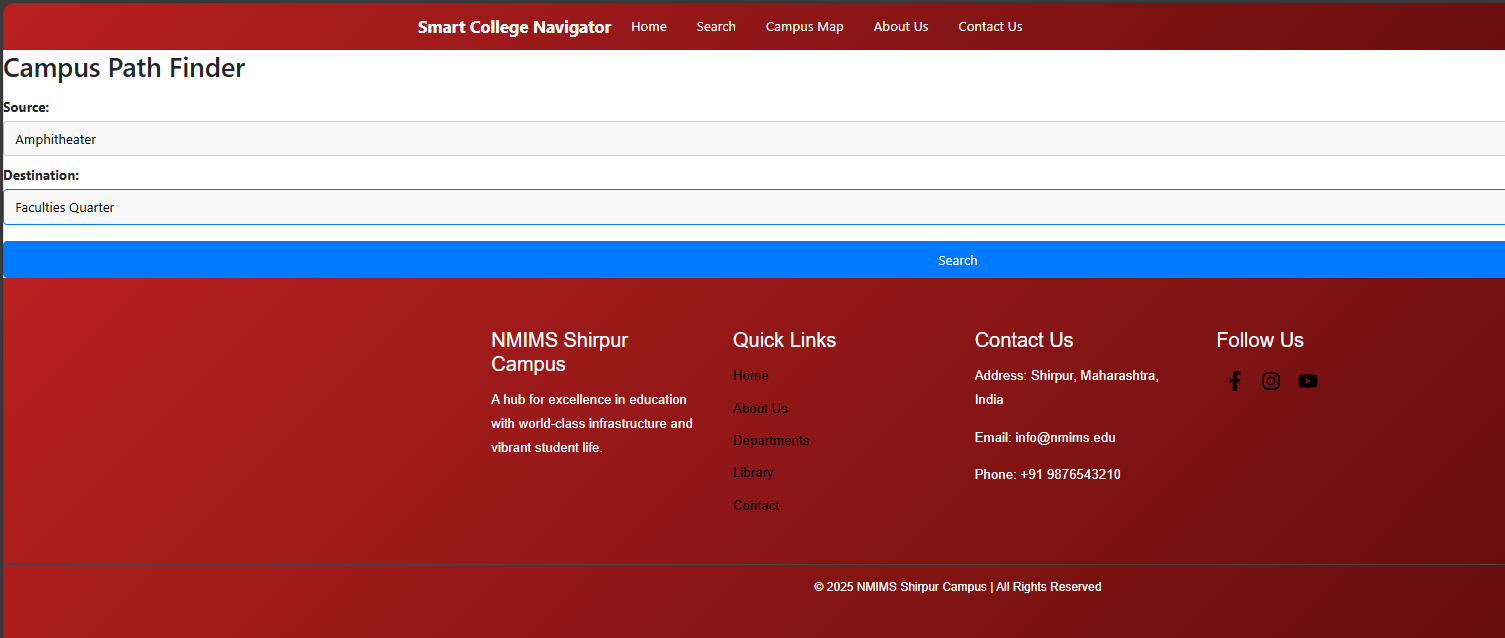 Smart College Navigator Home Search Campus Map About Us Contact Us
Campus Path Finder
Source:
Amphitheater
Destination:
Faculties Quarter
Search
NMIMS Shirpur
Campus
A hub for excellence in education
with world-class infrastructure and
vibrant student life.
Quick Links
Home
About Us
Departments
Library
Contact
Contact Us
Address: Shirpur, Maharashtra,
India
Email: info@nmims.edu
Phone: +91 9876543210
Follow Us
© 2025 NMIMS Shirpur Campus | All Rights Reserved